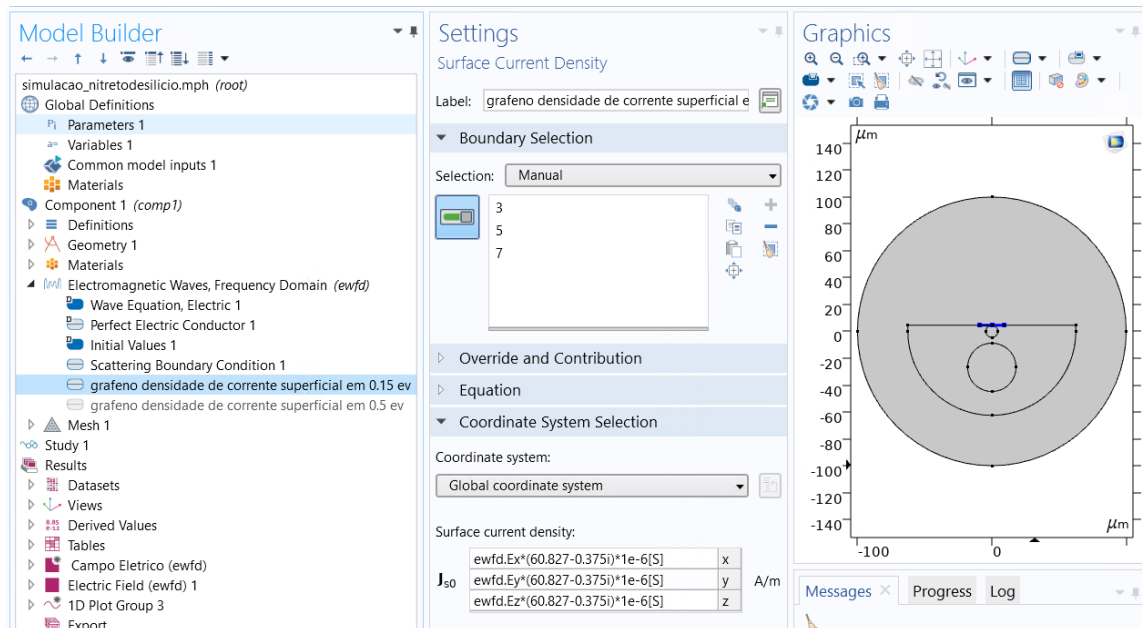 Model Builder
simulacao_nitretodesilicio.mph (root)
Global Definitions
Pi Parameters 1
a= Variables 1
Common model inputs 1
Materials
Component 1 (comp1)
Definitions
Geometry 1
Materials
Electromagnetic Waves, Frequency Domain (ewfd)
Wave Equation, Electric 1
Perfect Electric Conductor 1
Initial Values 1
Scattering Boundary Condition 1
grafeno densidade de corrente superficial em 0.15 ev
grafeno densidade de corrente superficial em 0.5 ev
Mesh 1
Study 1
Results
Datasets
Views
8.85
e-12 Derived Values
Tables
Campo Eletrico (ewfd)
Electric Field (ewfd) 1
1D Plot Group 3
Export
Settings
Surface Current Density
Label: grafeno densidade de corrente superficial e
Boundary Selection
Selection: Manual
3
5
7
Override and Contribution
Equation
Coordinate System Selection
Coordinate system:
Global coordinate system
Surface current density:
ewfd.Ex*(60.827-0.375i)*1e-6[S] x
Js0 ewfd.Ey*(60.827-0.375i)*1e-6[S] y A/m
ewfd.Ez*(60.827-0.375i)*1e-6[S] z
Graphics
μm
140
120
100
80
60
40
20
0
-20
-40
-60
-80
-100
-120
-140
μm
-100 0
Messages Progress Log